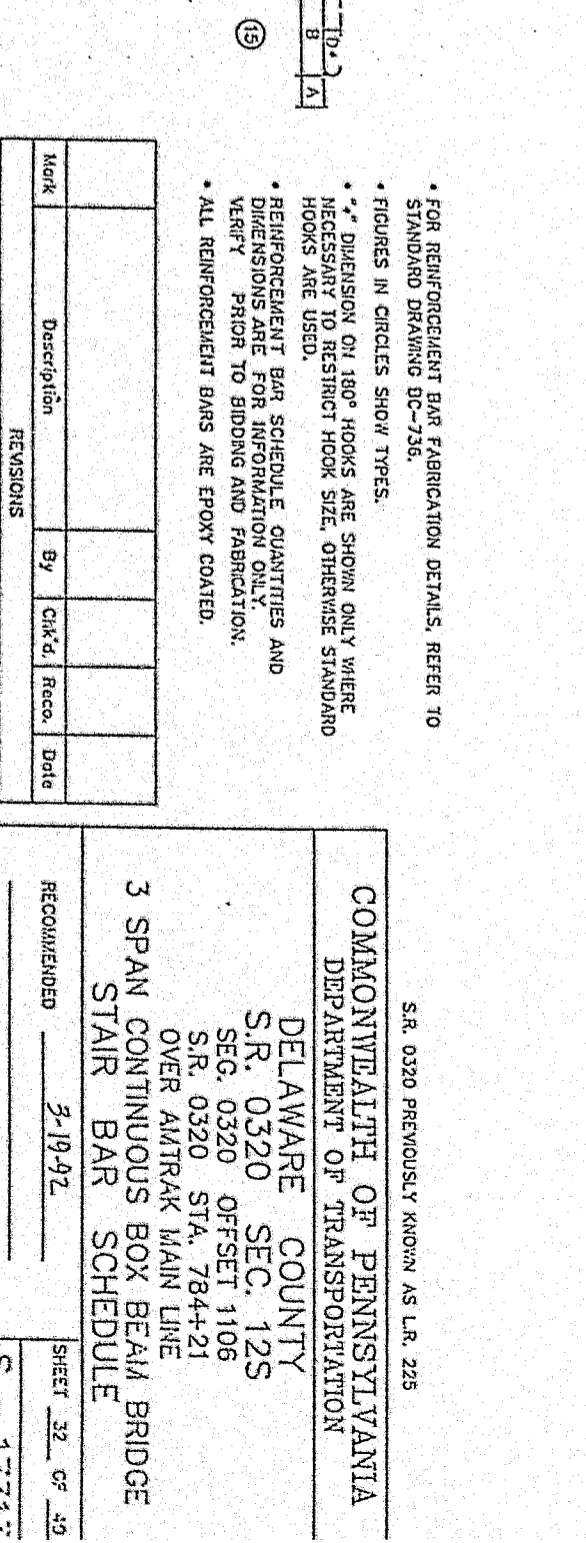 D
B
A
15
• FOR REINFORCEMENT BAR FABRICATION DETAILS, REFER TO
STANDARD DRAWING BC-736.
• FIGURES IN CIRCLES SHOW TYPES.
DIMENSION ON 180° HOOKS ARE SHOWN ONLY WHERE
NECESSARY TO RESTRICT HOOK SIZE, OTHERWISE STANDARD
HOOKS ARE USED.
• REINFORCEMENT BAR SCHEDULE QUANTITIES AND
DIMENSIONS ARE FOR INFORMATION ONLY.
VERIFY PRIOR TO BIDDING AND FABRICATION.
• ALL REINFORCEMENT BARS ARE EPOXY COATED.
Mark Description By Chk'd. Reco. Date
REVISIONS
S.R. 0320 PREVIOUSLY KNOWN AS L.R. 225
COMMONWEALTH OF PENNSYLVANIA
DEPARTMENT OF TRANSPORTATION
DELAWARE COUNTY
S.R. 0320 SEC. 12S
SEG. 0320 OFFSET 1106
S.R. 0320 STA. 784+21
OVER AMTRAK MAIN LINE
3 SPAN CONTINUOUS BOX BEAM BRIDGE
STAIR BAR SCHEDULE
RECOMMENDED 3-19-92
SHEET 32 OF 40